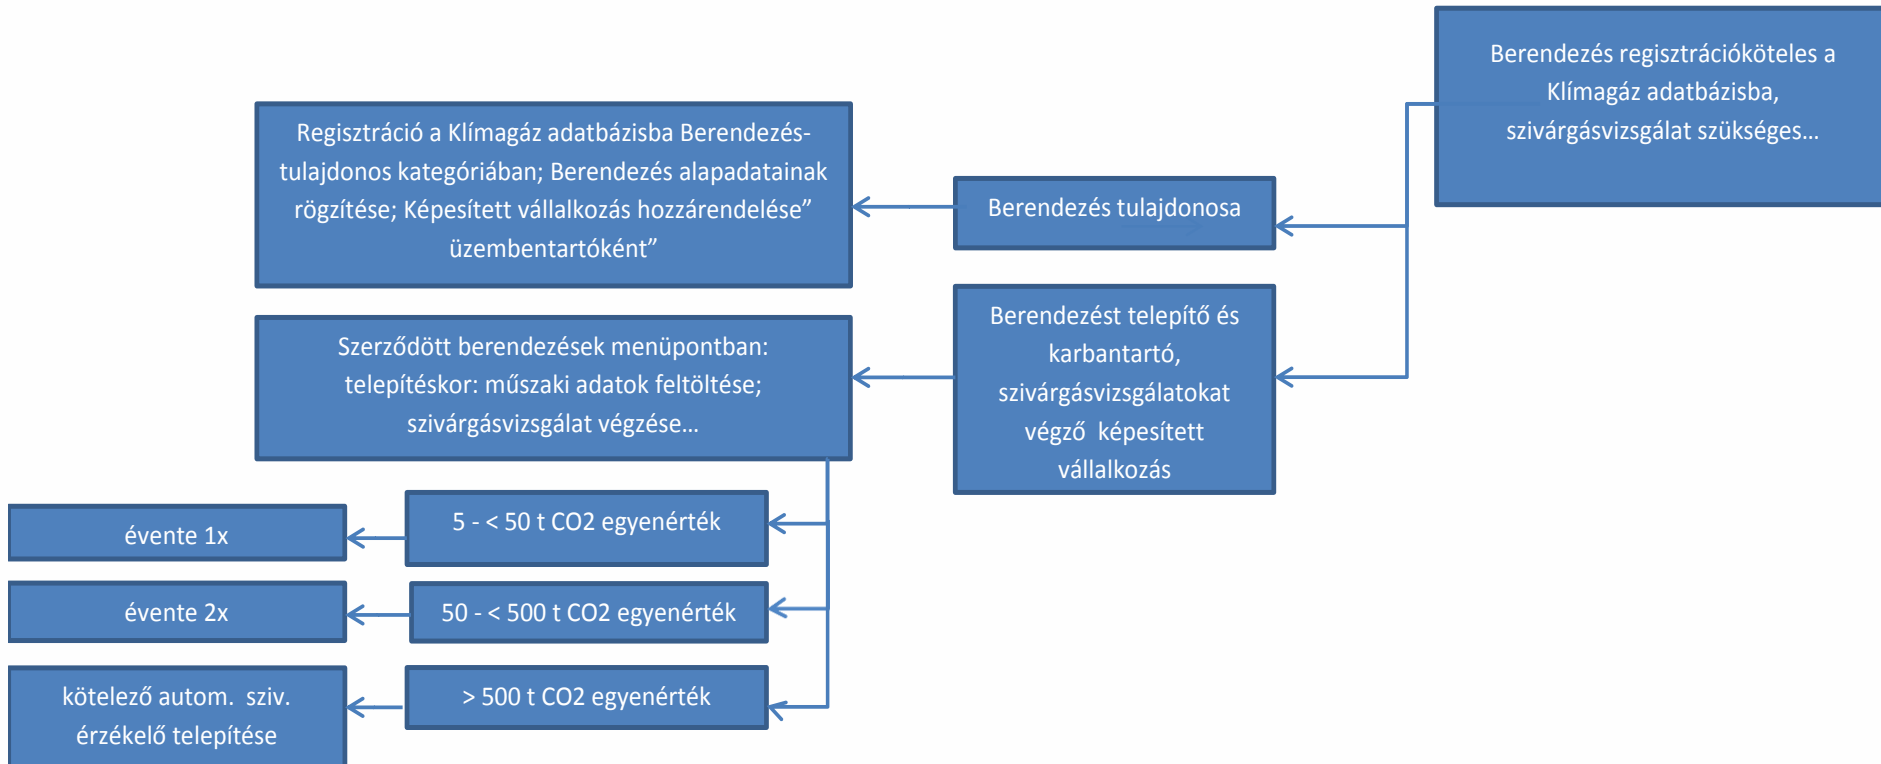 Berendezés regisztrációköteles a
Klímagáz adatbázisba,
szivárgásvizsgálat szükséges...
Regisztráció a Klímagáz adatbázisba Berendezés-
tulajdonos kategóriában; Berendezés alapadatainak
rögzítése; Képesített vállalkozás hozzárendelése”
üzembentartóként”
Berendezés tulajdonosa
Berendezést telepítő és
karbantartó,
szivárgásvizsgálatokat
végző képesített
vállalkozás
Szerződött berendezések menüpontban:
telepítéskor: műszaki adatok feltöltése;
szivárgásvizsgálat végzése...
5 - < 50 t CO2 egyenérték
évente 1x
50 - < 500 t CO2 egyenérték
évente 2x
> 500 t CO2 egyenérték
kötelező autom. sziv.
érzékelő telepítése